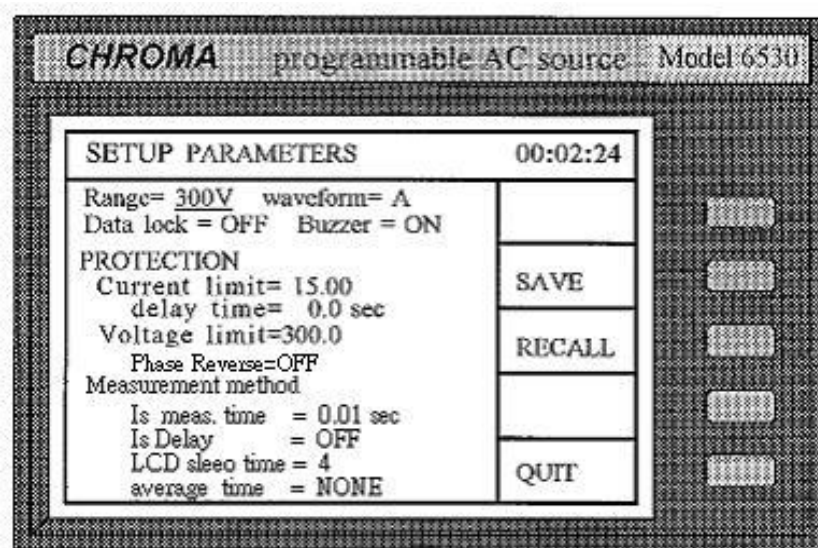 CHROMA programmable AC source Model 6530
SETUP PARAMETERS 00:02:24
Range= 300V waveform= A
Data lock = OFF Buzzer = ON
PROTECTION
Current limit= 15.00
delay time= 0.0 sec
Voltage limit=300.0
Phase Reverse=OFF
Measurement method
Is meas. time = 0.01 sec
Is Delay = OFF
LCD sleeo time = 4
average time = NONE
SAVE
RECALL
QUIT